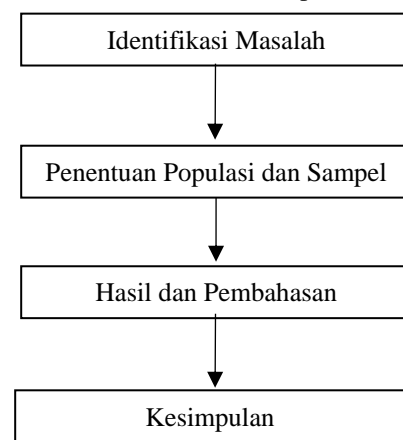 Identifikasi Masalah
Penentuan Populasi dan Sampel
Hasil dan Pembahasan
Kesimpulan